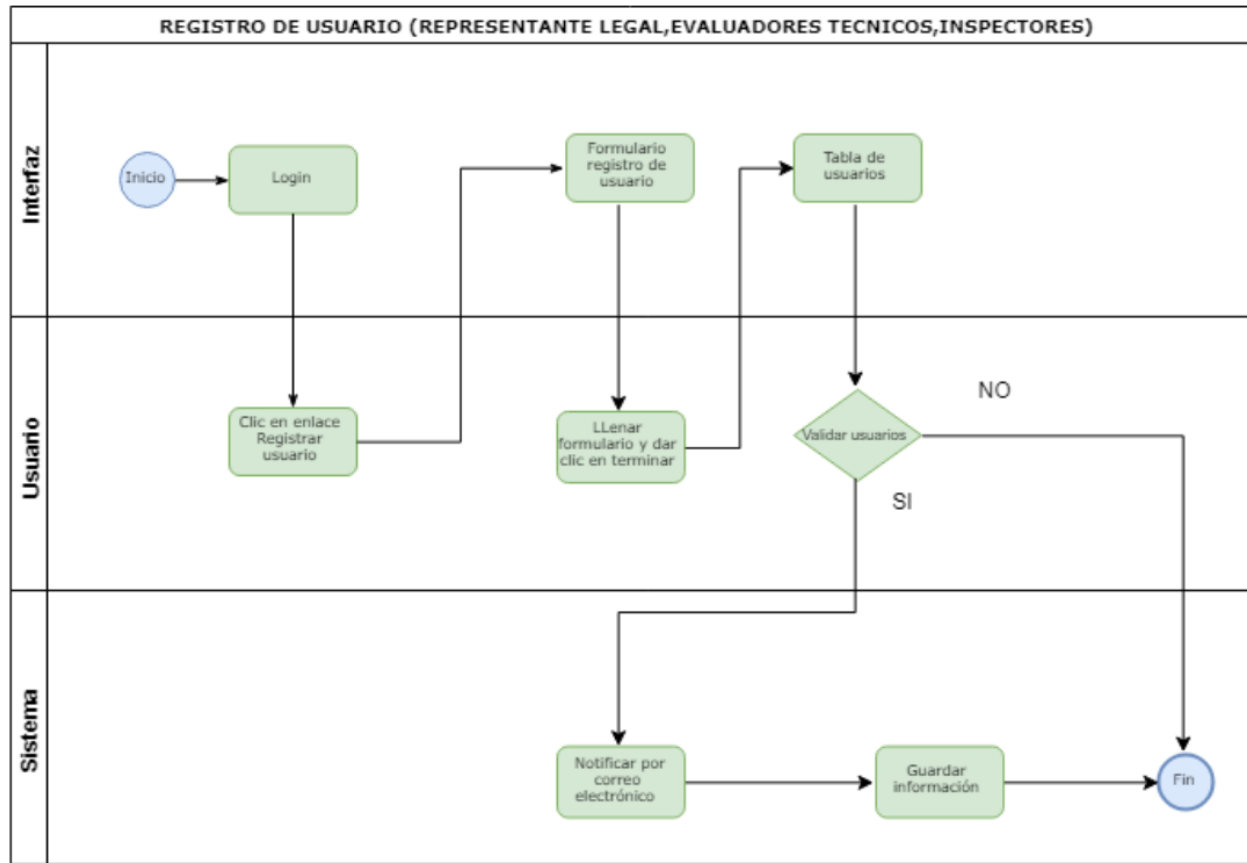 REGISTRO DE USUARIO (REPRESENTANTE LEGAL,EVALUADORES TECNICOS,INSPECTORES)
Interfaz
Inicio
Login
Formulario
registro de
usuario
Tabla de
usuarios
Usuario
Clic en enlace
Registrar
usuario
LLenar
formulario y dar
clic en terminar
Validar usuarios
NO
SI
Sistema
Notificar por
correo
electrónico
Guardar
información
Fin